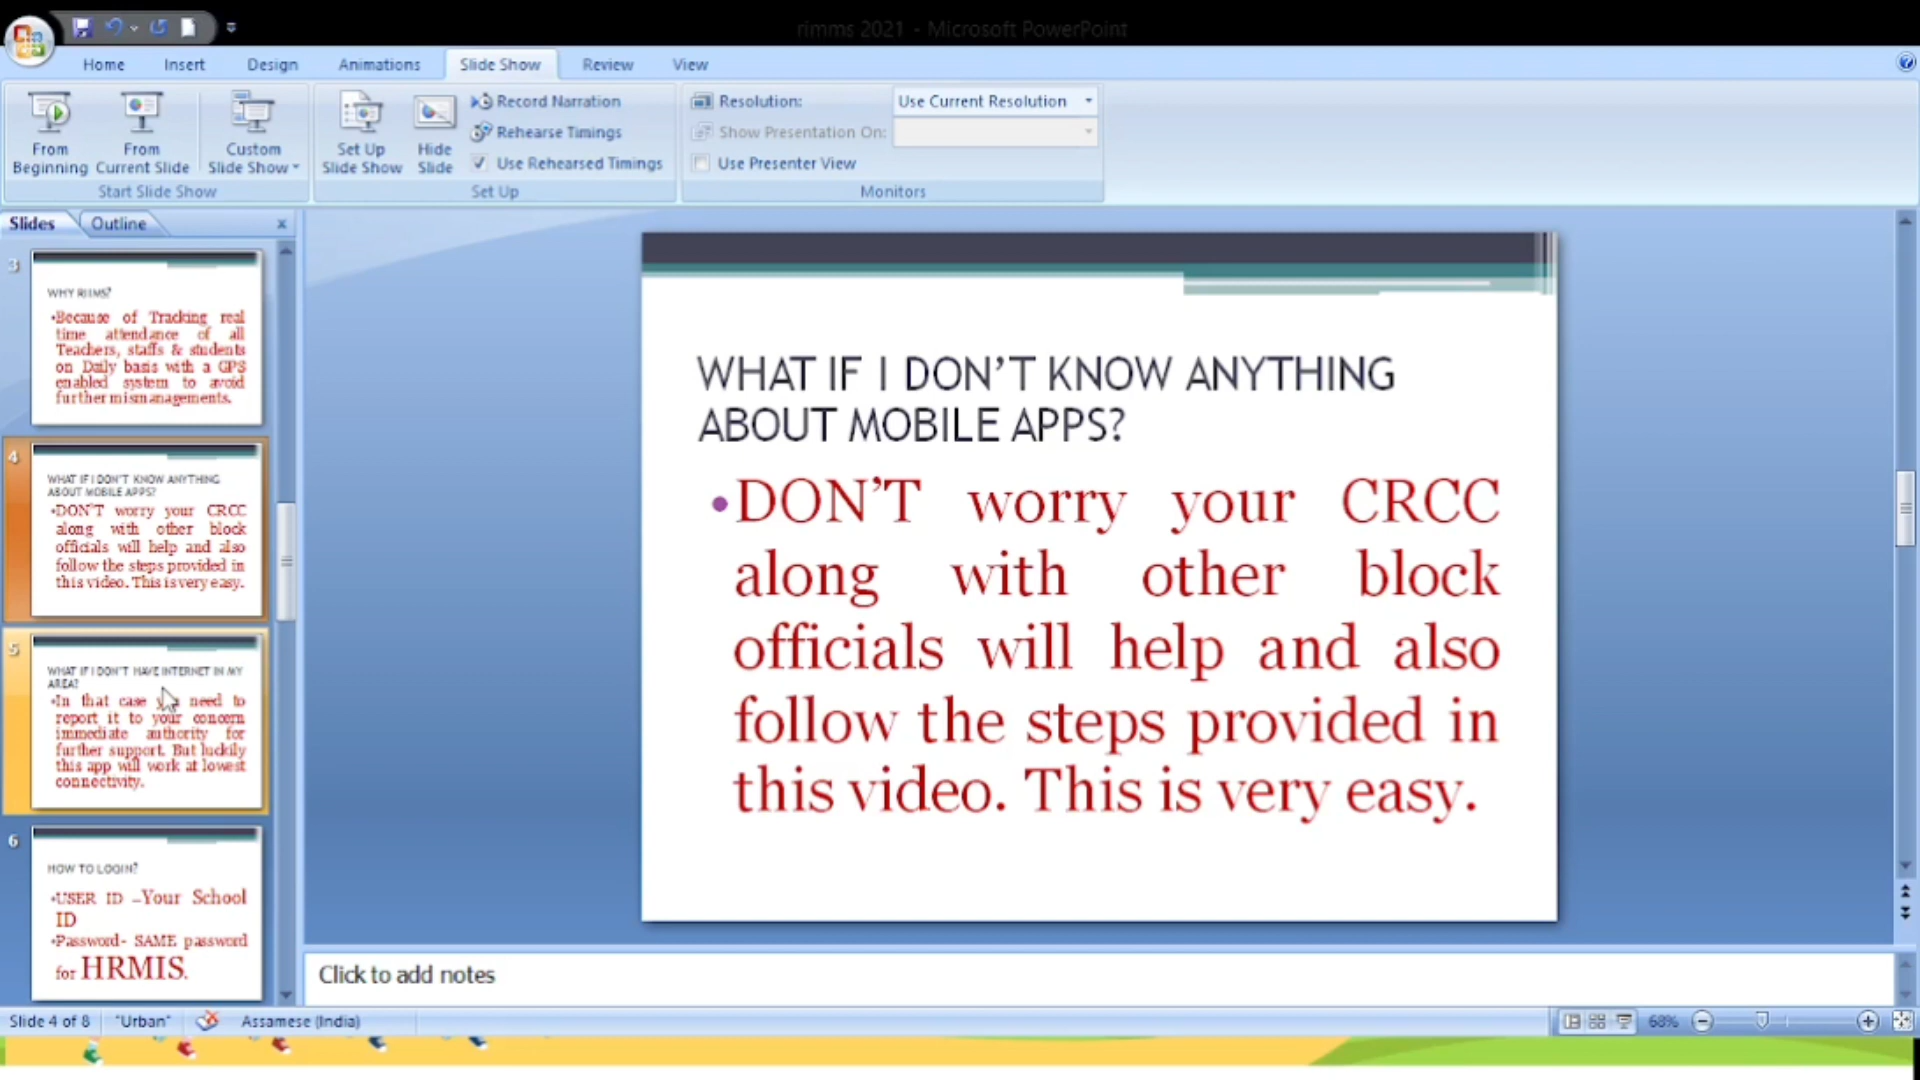 rimms 2021 - Microsoft PowerPoint
Home Insert Design Animations Slide Show Review View
From Beginning
From Current Slide
Custom Slide Show
Start Slide Show
Set Up Slide Show
Hide Slide
Record Narration
Rehearse Timings
Use Rehearsed Timings
Set Up
Resolution: Use Current Resolution
Show Presentation On:
Use Presenter View
Monitors
Slides Outline
3
WHY RIIMS?
•Because of Tracking real
time attendance of all
Teachers, staffs & students
on Daily basis with a GPS
enabled system to avoid
further mismanagements.
4
WHAT IF I DON'T KNOW ANYTHING
ABOUT MOBILE APPS?
•DON'T worry your CRCC
along with other block
officials will help and also
follow the steps provided in
this video. This is very easy.
5
WHAT IF I DON'T HAVE INTERNET IN MY
AREA?
•In that case you need to
report it to your concern
immediate authority for
further support. But luckily
this app will work at lowest
connectivity.
6
HOW TO LOGIN?
•USER ID –Your School
ID
•Password- SAME password
for HRMIS.
WHAT IF I DON’T KNOW ANYTHING
ABOUT MOBILE APPS?
•DON’T worry your CRCC
along with other block
officials will help and also
follow the steps provided in
this video. This is very easy.
Click to add notes
Slide 4 of 8 "Urban" Assamese (India) 68%